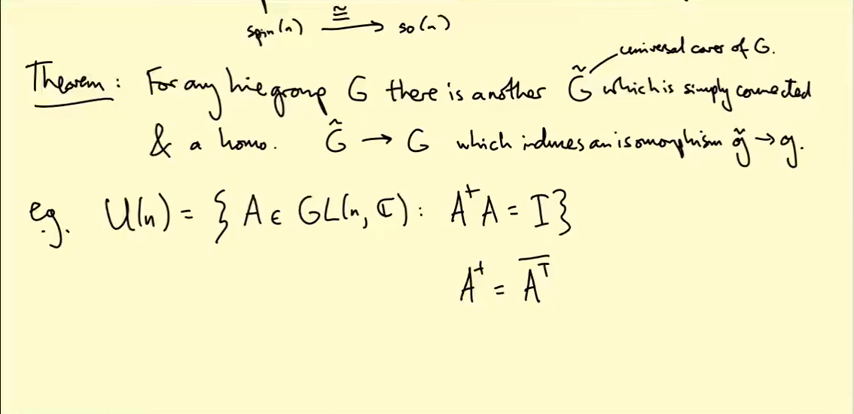 spin(n) ≅→ so(n)
universal cover of G.
Theorem: For any Lie group G there is another G̃ which is simply connected
& a homo. G̃ → G which induces an isomorphism 𝔤̃ → 𝔤.
eg. U(n) = { A ∈ GL(n, ℂ): A⁺A = I}
A⁺ = A̅ᵀ̅